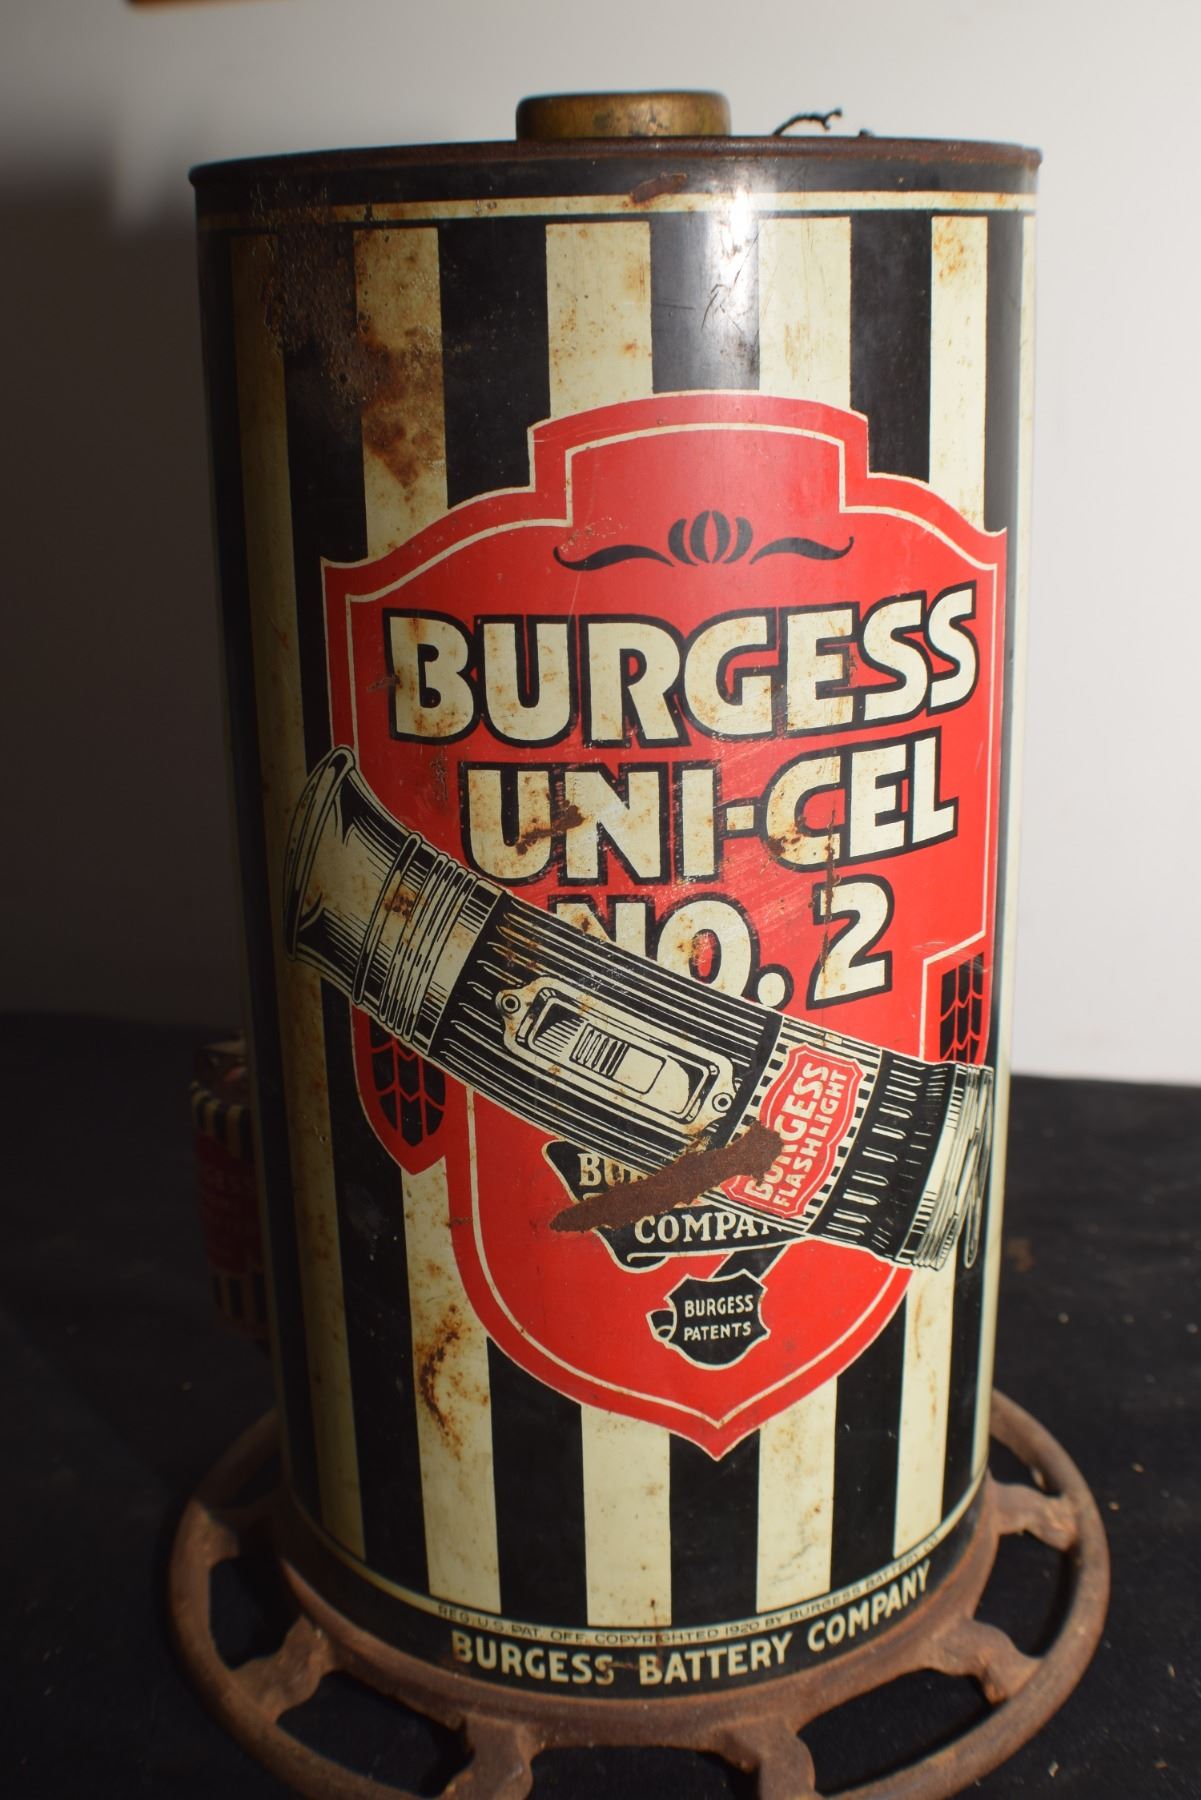 BURGESS
UNI-CEL
NO. 2
BURGESS
FLASHLIGHT
COMPANY
BURGESS
PATENTS
REG. U.S. PAT. OFF. COPYRIGHTED 1920 BY BURGESS BATTERY CO.
BURGESS BATTERY COMPANY